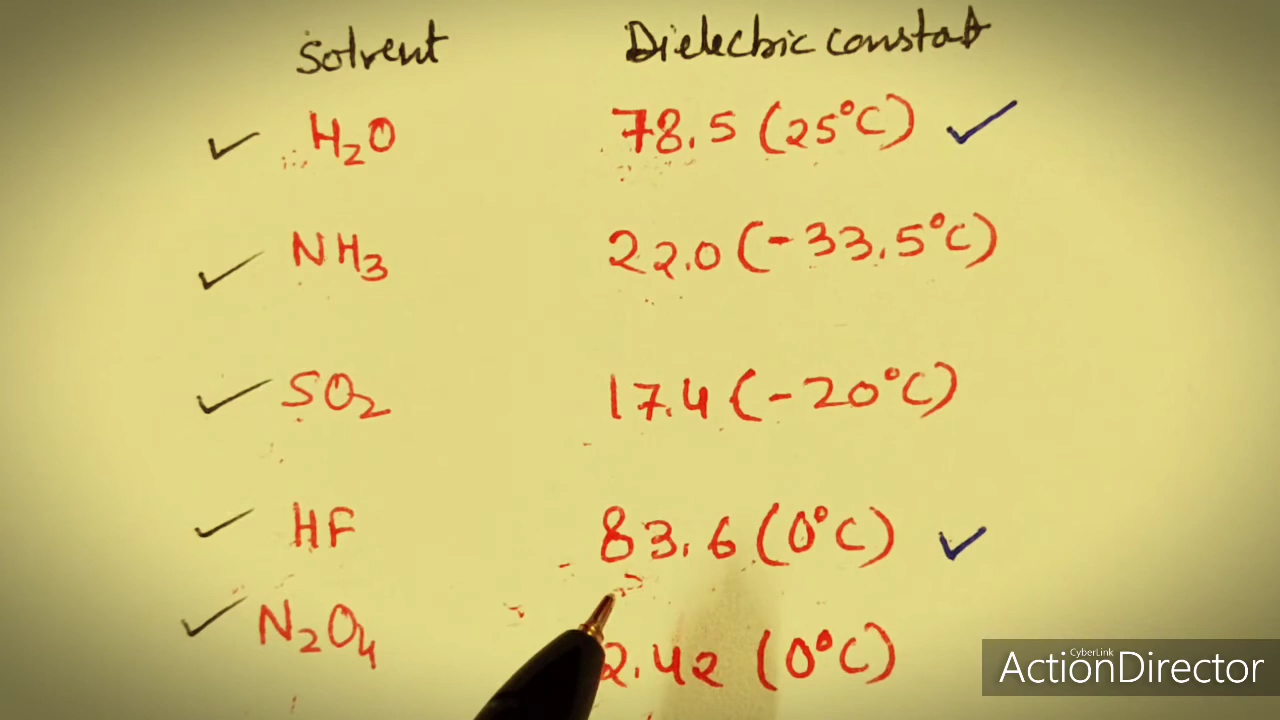 Solvent Dielectric constat
H₂O 78.5 (25°C)
NH₃ 22.0 (-33.5°C)
SO₂ 17.4 (-20°C)
HF 83.6 (0°C)
N₂O₄ 2.42 (0°C)
CyberLink
ActionDirector